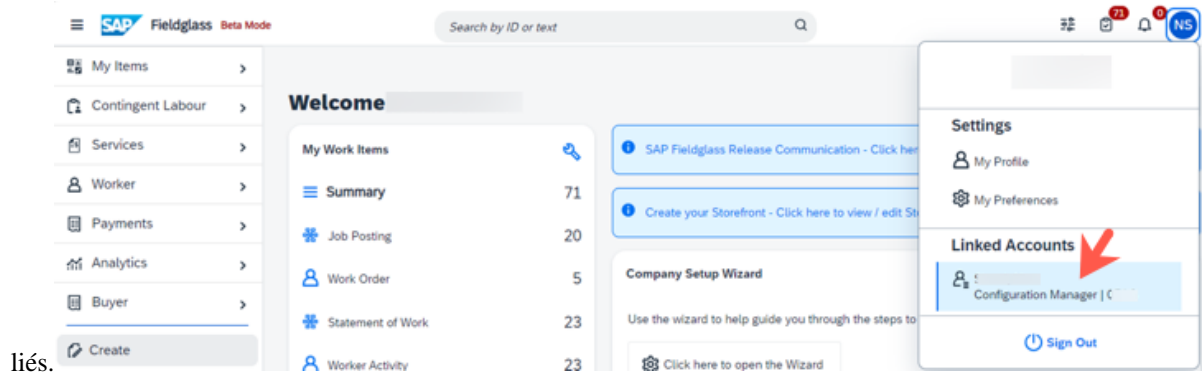 SAP Fieldglass Beta Mode
Search by ID or text
71
0
NS
My Items
Contingent Labour
Services
Worker
Payments
Analytics
Buyer
Create
Welcome
My Work Items
Summary 71
Job Posting 20
Work Order 5
Statement of Work 23
Worker Activity 23
SAP Fieldglass Release Communication - Click her
Create your Storefront - Click here to view / edit St
Company Setup Wizard
Use the wizard to help guide you through the steps to
Click here to open the Wizard
Settings
My Profile
My Preferences
Linked Accounts
Configuration Manager |
Sign Out
liés.